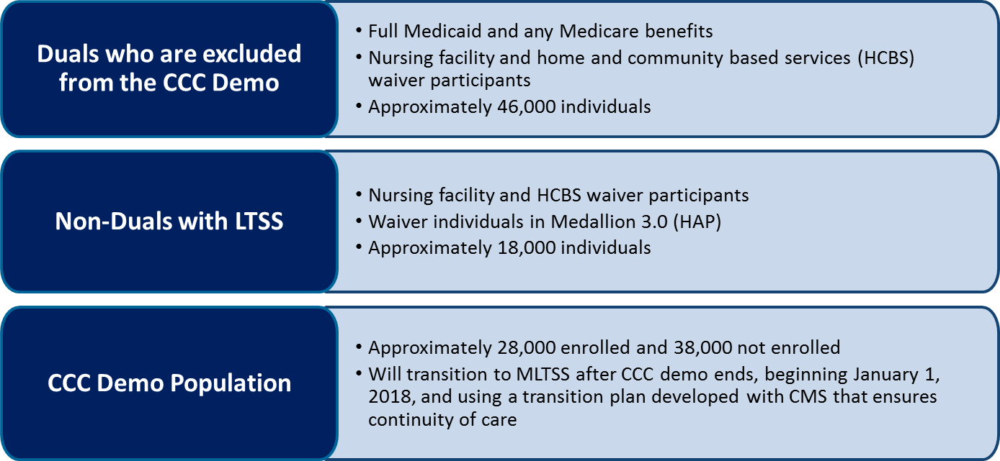 Duals who are excluded
from the CCC Demo
• Full Medicaid and any Medicare benefits
• Nursing facility and home and community based services (HCBS)
waiver participants
• Approximately 46,000 individuals
Non-Duals with LTSS
• Nursing facility and HCBS waiver participants
• Waiver individuals in Medallion 3.0 (HAP)
• Approximately 18,000 individuals
CCC Demo Population
• Approximately 28,000 enrolled and 38,000 not enrolled
• Will transition to MLTSS after CCC demo ends, beginning January 1,
2018, and using a transition plan developed with CMS that ensures
continuity of care